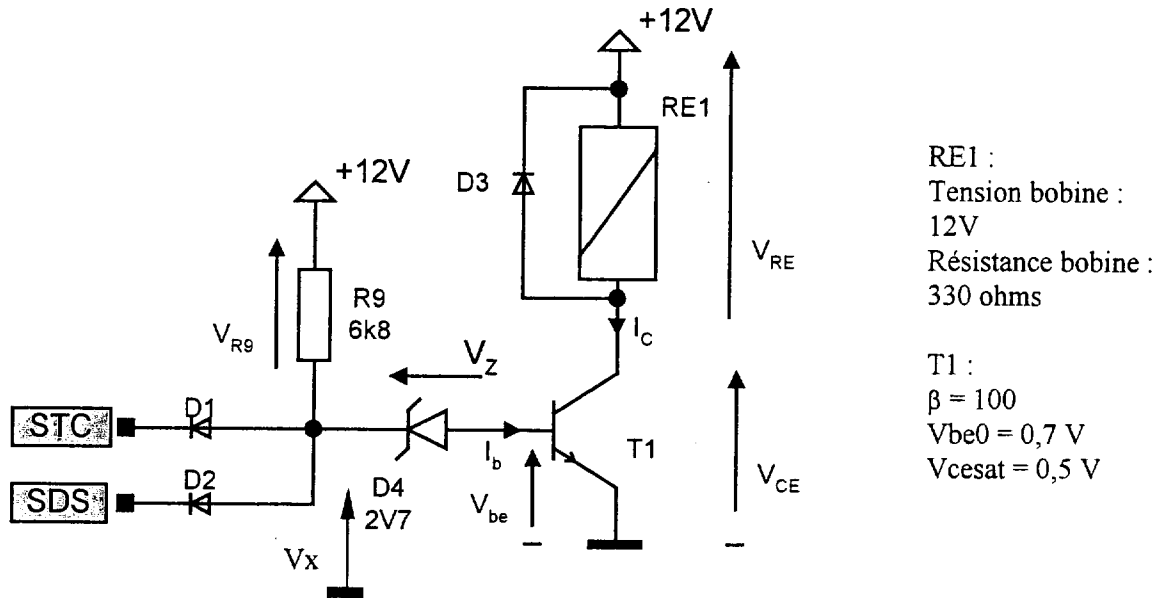 +12V
RE1
D3
V_RE
I_C
+12V
R9
6k8
V_R9
V_Z
STC
D1
SDS
D2
D4
2V7
I_b
V_be
T1
V_CE
Vx
RE1 :
Tension bobine :
12V
Résistance bobine :
330 ohms
T1 :
β = 100
Vbe0 = 0,7 V
Vcesat = 0,5 V